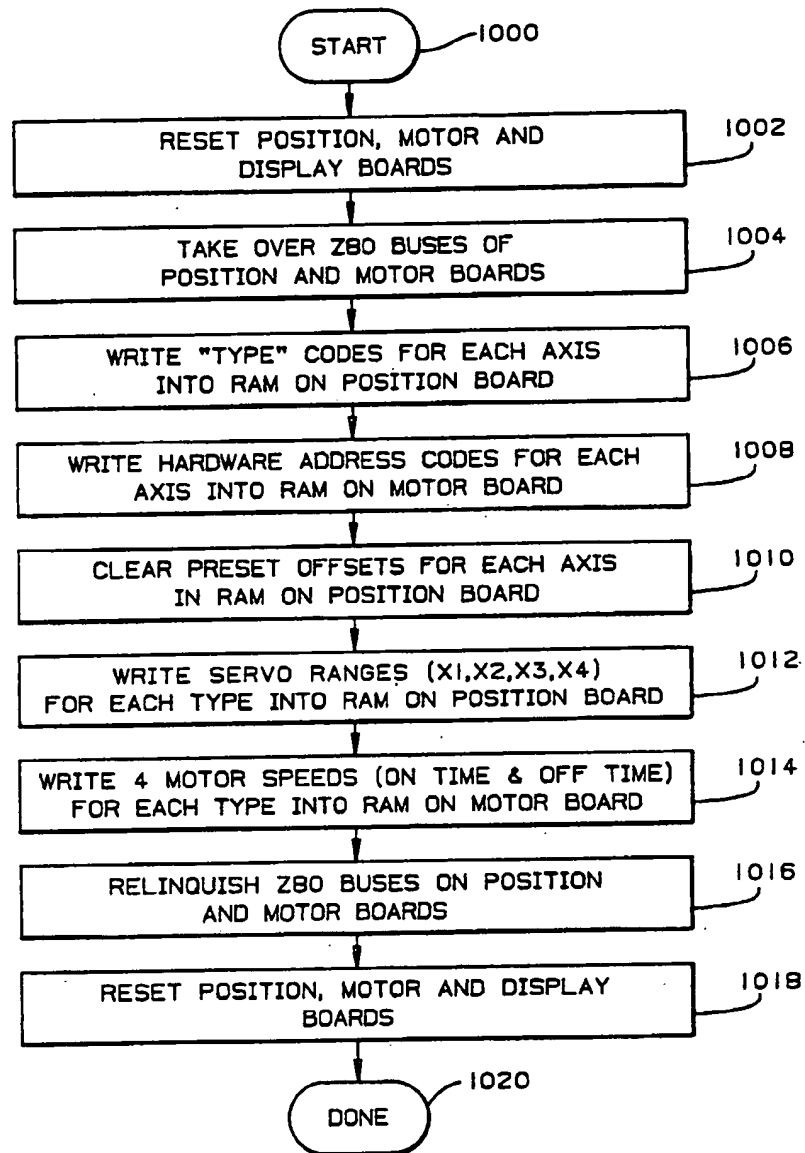 START
1000
RESET POSITION, MOTOR AND
DISPLAY BOARDS
1002
TAKE OVER Z80 BUSES OF
POSITION AND MOTOR BOARDS
1004
WRITE "TYPE" CODES FOR EACH AXIS
INTO RAM ON POSITION BOARD
1006
WRITE HARDWARE ADDRESS CODES FOR EACH
AXIS INTO RAM ON MOTOR BOARD
1008
CLEAR PRESET OFFSETS FOR EACH AXIS
IN RAM ON POSITION BOARD
1010
WRITE SERVO RANGES (X1,X2,X3,X4)
FOR EACH TYPE INTO RAM ON POSITION BOARD
1012
WRITE 4 MOTOR SPEEDS (ON TIME & OFF TIME)
FOR EACH TYPE INTO RAM ON MOTOR BOARD
1014
RELINQUISH Z80 BUSES ON POSITION
AND MOTOR BOARDS
1016
RESET POSITION, MOTOR AND DISPLAY
BOARDS
1018
DONE
1020